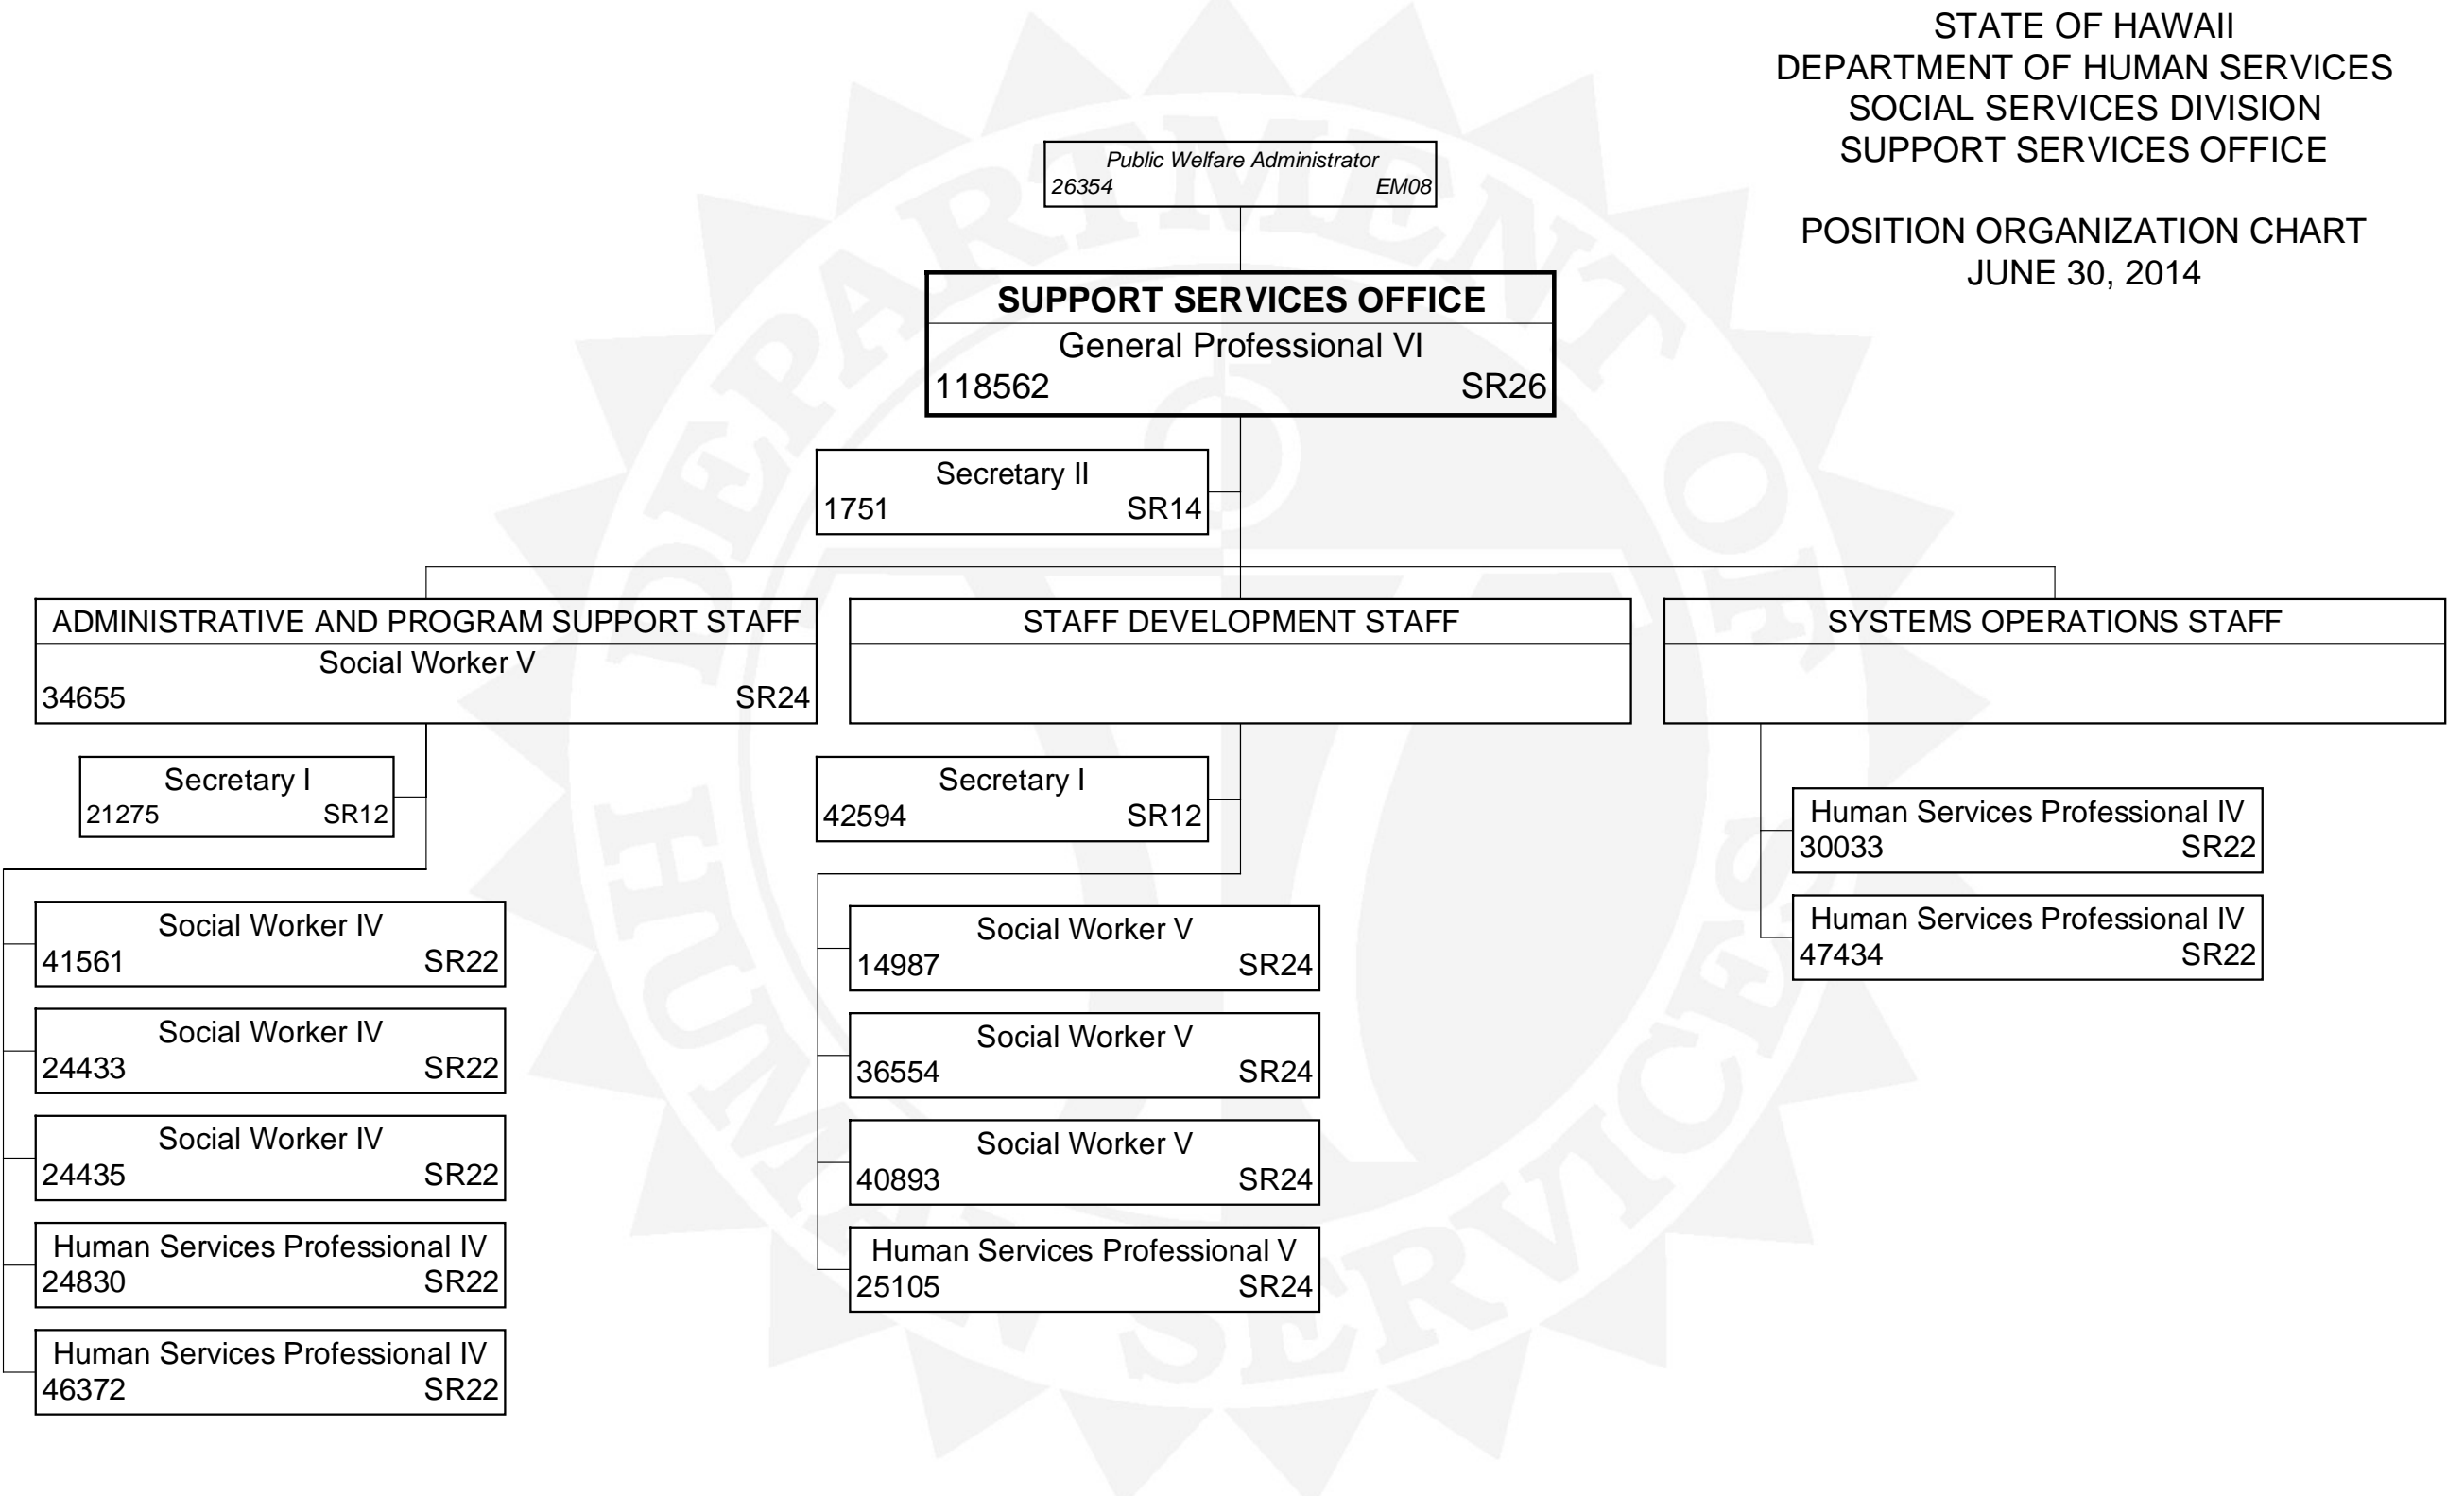 STATE OF HAWAII
DEPARTMENT OF HUMAN SERVICES
SOCIAL SERVICES DIVISION
SUPPORT SERVICES OFFICE
POSITION ORGANIZATION CHART
JUNE 30, 2014
Public Welfare Administrator
26354 EM08
SUPPORT SERVICES OFFICE
General Professional VI
118562 SR26
Secretary II
1751 SR14
ADMINISTRATIVE AND PROGRAM SUPPORT STAFF
Social Worker V
34655 SR24
Secretary I
21275 SR12
Social Worker IV
41561 SR22
Social Worker IV
24433 SR22
Social Worker IV
24435 SR22
Human Services Professional IV
24830 SR22
Human Services Professional IV
46372 SR22
STAFF DEVELOPMENT STAFF
Secretary I
42594 SR12
Social Worker V
14987 SR24
Social Worker V
36554 SR24
Social Worker V
40893 SR24
Human Services Professional V
25105 SR24
SYSTEMS OPERATIONS STAFF
Human Services Professional IV
30033 SR22
Human Services Professional IV
47434 SR22
DEPARTMENT OF
HUMAN SERVICES